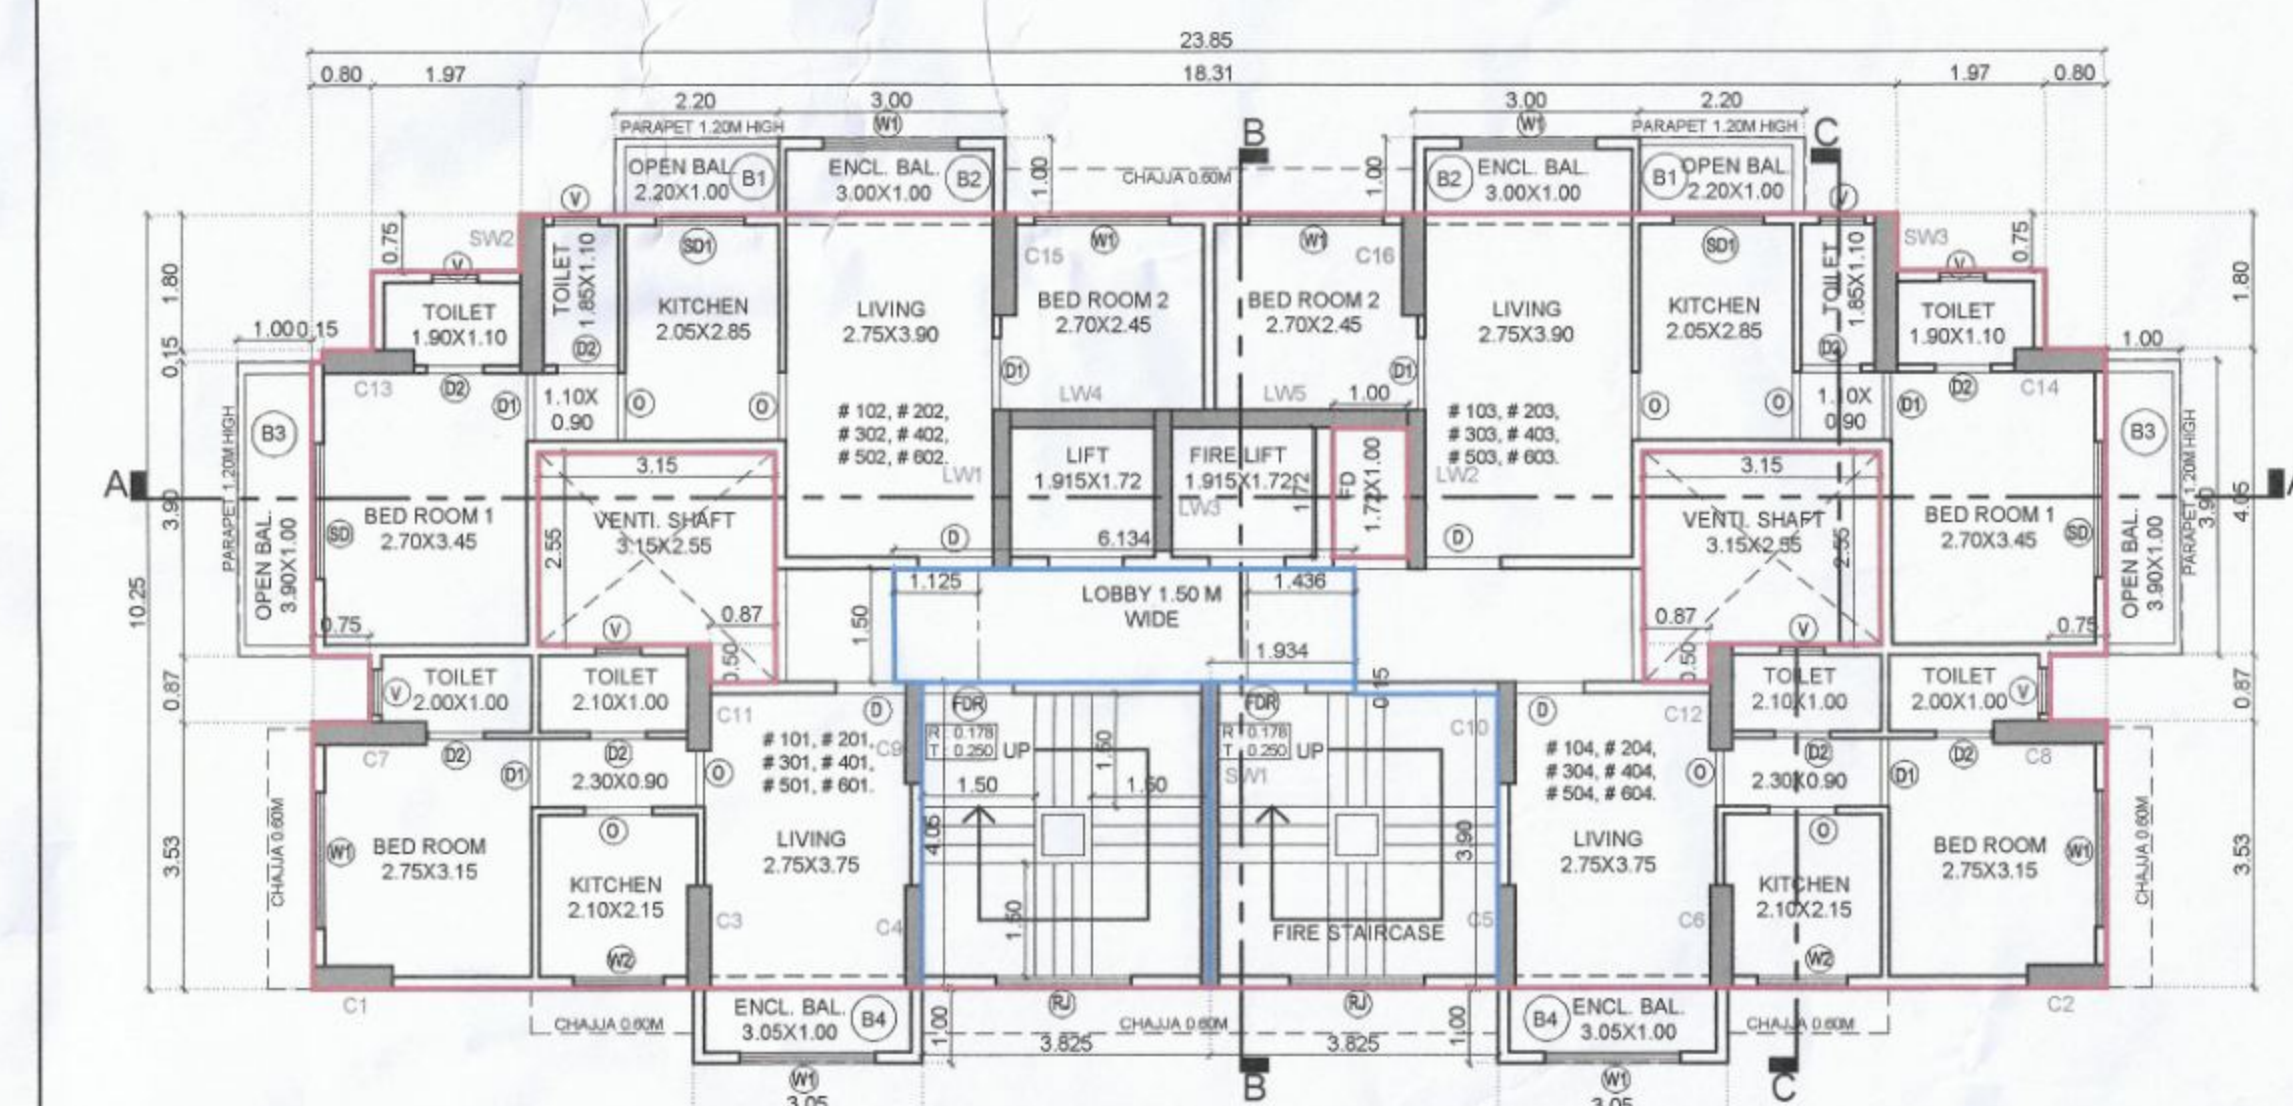 23.85
0.80 1.97 18.31 1.97 0.80
2.20 3.00 3.00 2.20
PARAPET 1.20M HIGH W1 B W1 PARAPET 1.20M HIGH C
OPEN BAL. 2.20X1.00 B1
ENCL. BAL. 3.00X1.00 B2
1.00
CHAJJA 0.60M
1.00
B2 ENCL. BAL. 3.00X1.00
B1 OPEN BAL. 2.20X1.00
V V
0.75 SW2 V
TOILET 1.85X1.10 D2
SD1
KITCHEN
2.05X2.85
LIVING
2.75X3.90
C15 W1
BED ROOM 2
2.70X2.45
W1 C16
BED ROOM 2
2.70X2.45
LIVING
2.75X3.90
SD1
KITCHEN
2.05X2.85
TOILET 1.85X1.10 D2
SW3 0.75 V
1.80 1.80
TOILET
1.90X1.10
TOILET
1.90X1.10
1.00 0.15 1.00
0.15
C13 D2 D1
1.10X
0.90
O O
D1 LW4 LW5 1.00 D1
O O
1.10X
0.90
D1 D2 C14
# 102, # 202,
# 302, # 402,
# 502, # 602.
# 103, # 203,
# 303, # 403,
# 503, # 603.
PARAPET 1.20M HIGH
B3
OPEN BAL.
3.90X1.00
B3
OPEN BAL.
3.90X1.00
PARAPET 1.20M HIGH
LW1
LIFT
1.915X1.72
FIRE LIFT
1.915X1.72
LW3 1.72
FD
1.72X1.00
LW2
A A
3.90 3.90 4.05
3.15 3.15
SD
BED ROOM 1
2.70X3.45
VENTI. SHAFT
3.15X2.55
2.55
D 6.134 D
VENTI. SHAFT
3.15X2.55
2.55
BED ROOM 1
2.70X3.45
SD
10.25
1.125 1.436
LOBBY 1.50 M
WIDE
1.50
1.934
0.75 V 0.87 0.50
0.87 0.50 V 0.75
0.15
0.87 0.87
V
TOILET
2.00X1.00
TOILET
2.10X1.00
TOILET
2.10X1.00
TOILET
2.00X1.00
V
C11 D FDR FDR C10 D C12
C7 D2 D1 D2
2.30X0.90
O
# 101, # 201,
# 301, # 401,
# 501, # 601.
C9
R : 0.178
T : 0.250
UP
1.50
1.50
1.50
R : 0.178
T : 0.250
UP
SW1
# 104, # 204,
# 304, # 404,
# 504, # 604.
O
D2
2.30X0.90
D1 D2 C8
CHAJJA 0.60M
3.53
W1
BED ROOM
2.75X3.15
O
KITCHEN
2.10X2.15
W2
LIVING
2.75X3.75
4.05
3.90
LIVING
2.75X3.75
O
KITCHEN
2.10X2.15
W2
BED ROOM
2.75X3.15
W1
CHAJJA 0.60M
3.53
C3 C4 1.50
FIRE STAIRCASE
C5 C6
C1 C2
CHAJJA 0.60M
ENCL. BAL.
3.05X1.00
B4
1.00
RJ
CHAJJA 0.60M
RJ
1.00
B4
ENCL. BAL.
3.05X1.00
CHAJJA 0.60M
3.825 3.825
W1 B W1 C
3.05 3.05